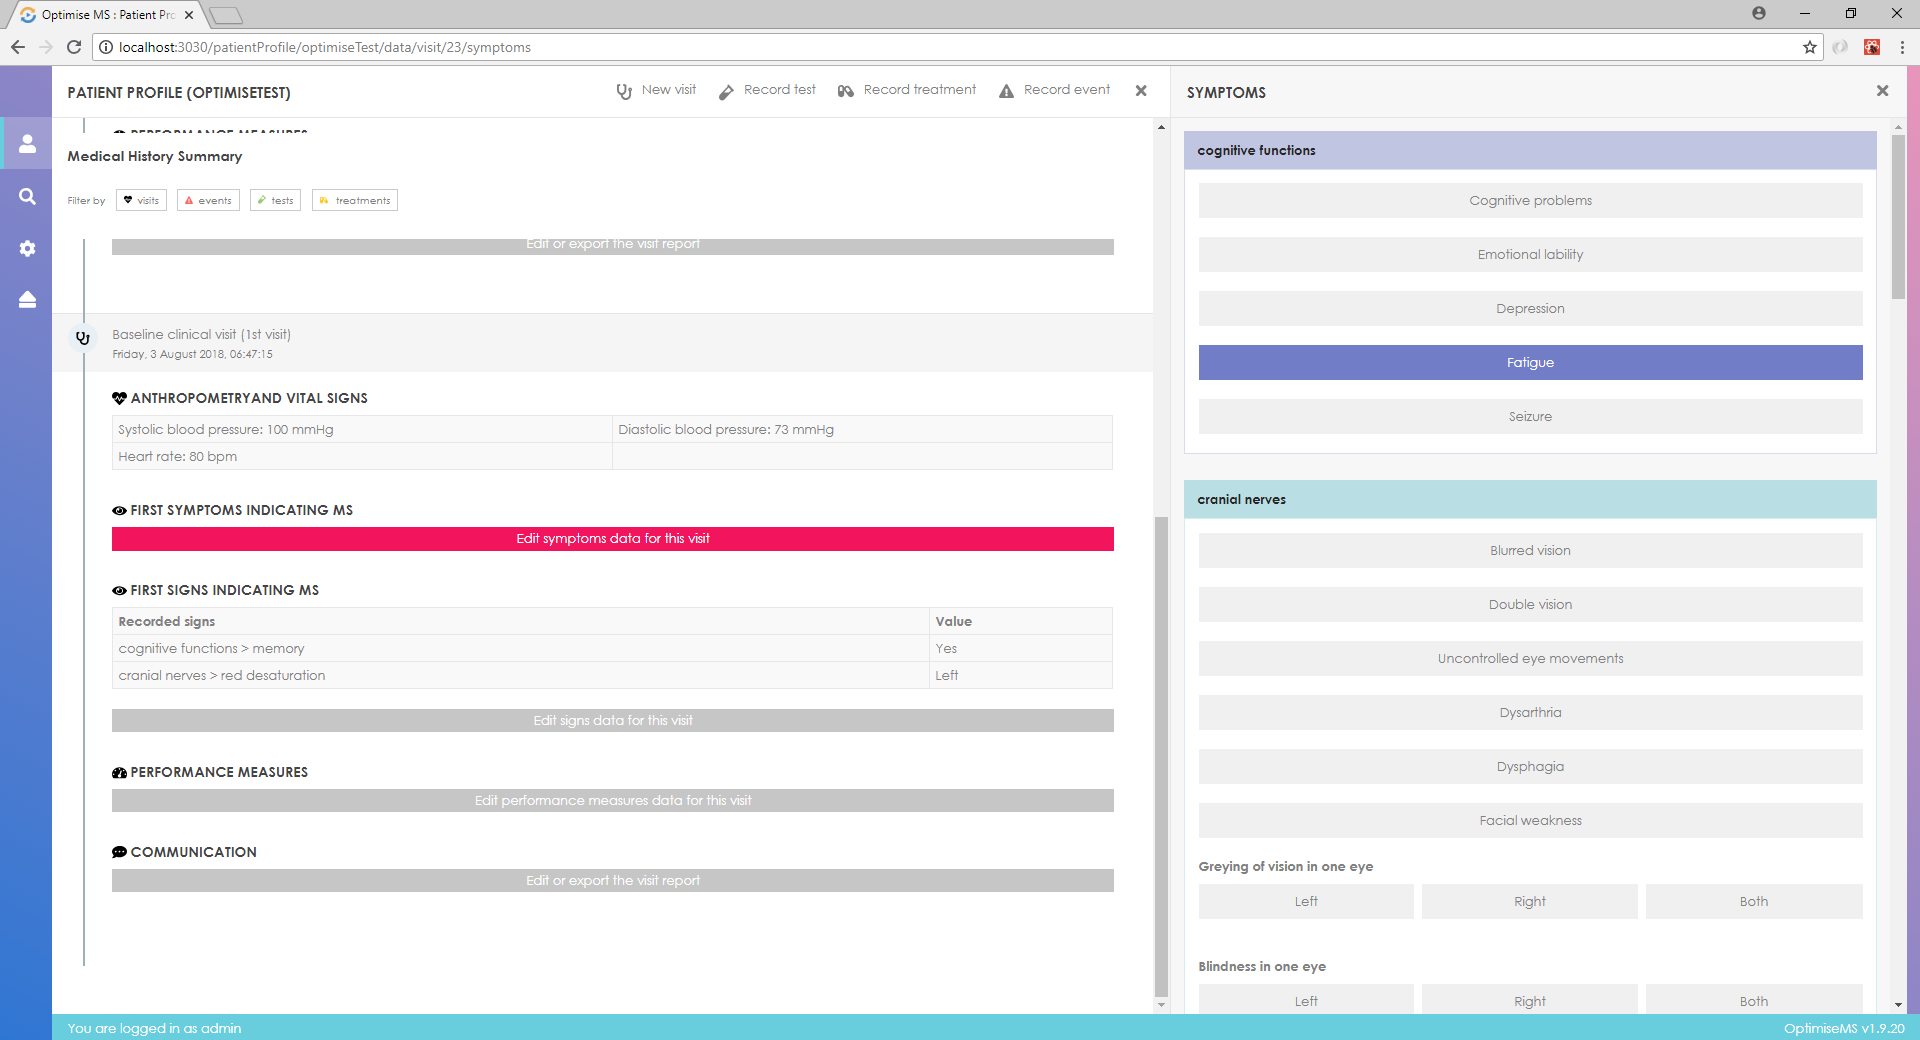 Optimise MS : Patient Pro
localhost:3030/patientProfile/optimiseTest/data/visit/23/symptoms
PATIENT PROFILE (OPTIMISETEST)
New visit
Record test
Record treatment
Record event
PERFORMANCE MEASURES
Medical History Summary
Filter by
visits
events
tests
treatments
Edit or export the visit report
Baseline clinical visit (1st visit)
Friday, 3 August 2018, 06:47:15
ANTHROPOMETRYAND VITAL SIGNS
Systolic blood pressure: 100 mmHg
Diastolic blood pressure: 73 mmHg
Heart rate: 80 bpm
FIRST SYMPTOMS INDICATING MS
Edit symptoms data for this visit
FIRST SIGNS INDICATING MS
Recorded signs
Value
cognitive functions > memory
Yes
cranial nerves > red desaturation
Left
Edit signs data for this visit
PERFORMANCE MEASURES
Edit performance measures data for this visit
COMMUNICATION
Edit or export the visit report
SYMPTOMS
cognitive functions
Cognitive problems
Emotional lability
Depression
Fatigue
Seizure
cranial nerves
Blurred vision
Double vision
Uncontrolled eye movements
Dysarthria
Dysphagia
Facial weakness
Greying of vision in one eye
Left
Right
Both
Blindness in one eye
Left
Right
Both
You are logged in as admin
OptimiseMS v1.9.20